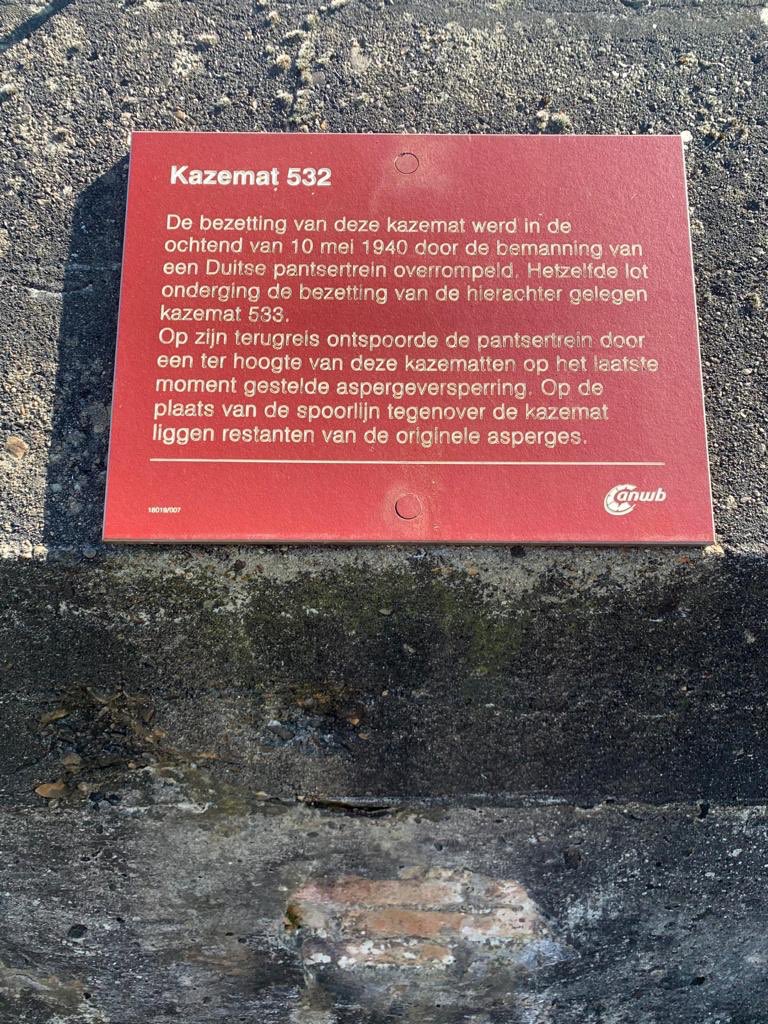 Kazemat 532
De bezetting van deze kazemat werd in de
ochtend van 10 mei 1940 door de bemanning van
een Duitse pantsertrein overrompeld. Hetzelfde lot
onderging de bezetting van de hierachter gelegen
kazemat 533.
Op zijn terugreis ontspoorde de pantsertrein door
een ter hoogte van deze kazematten op het laatste
moment gestelde aspergeversperring. Op de
plaats van de spoorlijn tegenover de kazemat
liggen restanten van de originele asperges.
18019/007
anwb